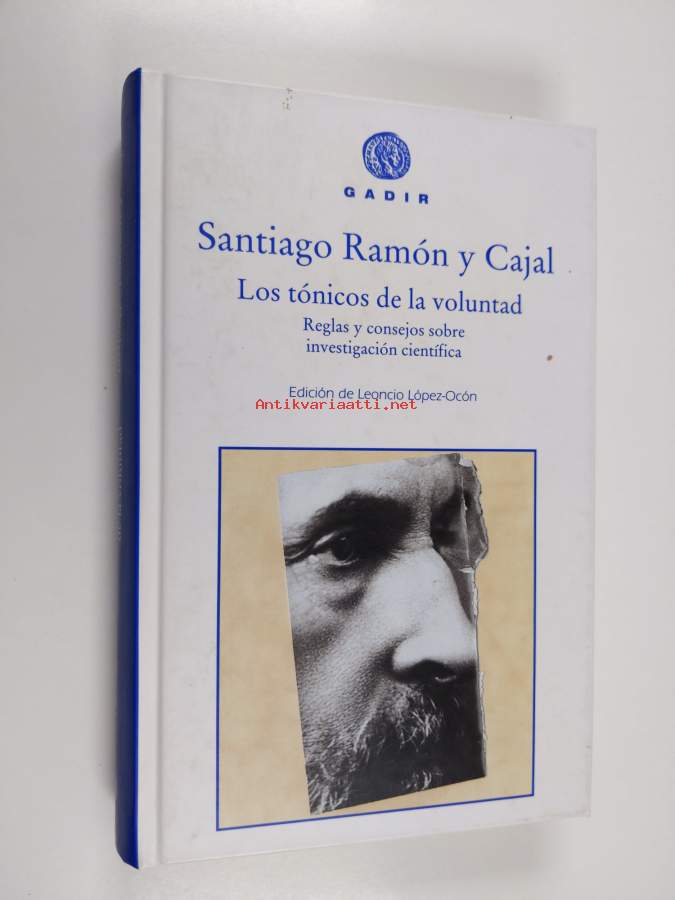 GADIR
Santiago Ramón y Cajal
Los tónicos de la voluntad
Reglas y consejos sobre
investigación científica
Edición de Leoncio López-Ocón
Antikvariaatti.net